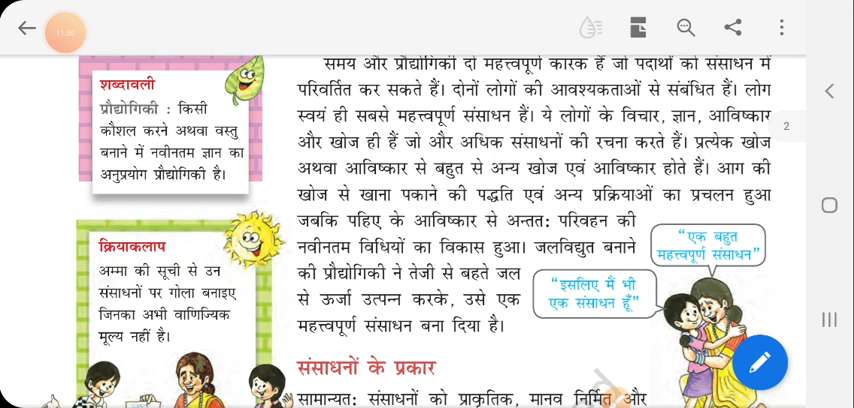 11:00
2
शब्दावली
प्रौद्योगिकी : किसी
कौशल करने अथवा वस्तु
बनाने में नवीनतम ज्ञान का
अनुप्रयोग प्रौद्योगिकी है।
क्रियाकलाप
अम्मा की सूची से उन
संसाधनों पर गोला बनाइए
जिनका अभी वाणिज्यिक
मूल्य नहीं है।
समय और प्रौद्योगिकी दो महत्त्वपूर्ण कारक हैं जो पदार्थों को संसाधन में
परिवर्तित कर सकते हैं। दोनों लोगों की आवश्यकताओं से संबंधित हैं। लोग
स्वयं ही सबसे महत्त्वपूर्ण संसाधन हैं। ये लोगों के विचार, ज्ञान, आविष्कार
और खोज ही हैं जो और अधिक संसाधनों की रचना करते हैं। प्रत्येक खोज
अथवा आविष्कार से बहुत से अन्य खोज एवं आविष्कार होते हैं। आग की
खोज से खाना पकाने की पद्धति एवं अन्य प्रक्रियाओं का प्रचलन हुआ
जबकि पहिए के आविष्कार से अन्तत: परिवहन की
नवीनतम विधियों का विकास हुआ। जलविद्युत बनाने
की प्रौद्योगिकी ने तेजी से बहते जल
से ऊर्जा उत्पन्न करके, उसे एक
महत्त्वपूर्ण संसाधन बना दिया है।
“एक बहुत
महत्त्वपूर्ण संसाधन”
“इसलिए मैं भी
एक संसाधन हूँ”
संसाधनों के प्रकार
सामान्यत: संसाधनों को प्राकृतिक, मानव निर्मित और